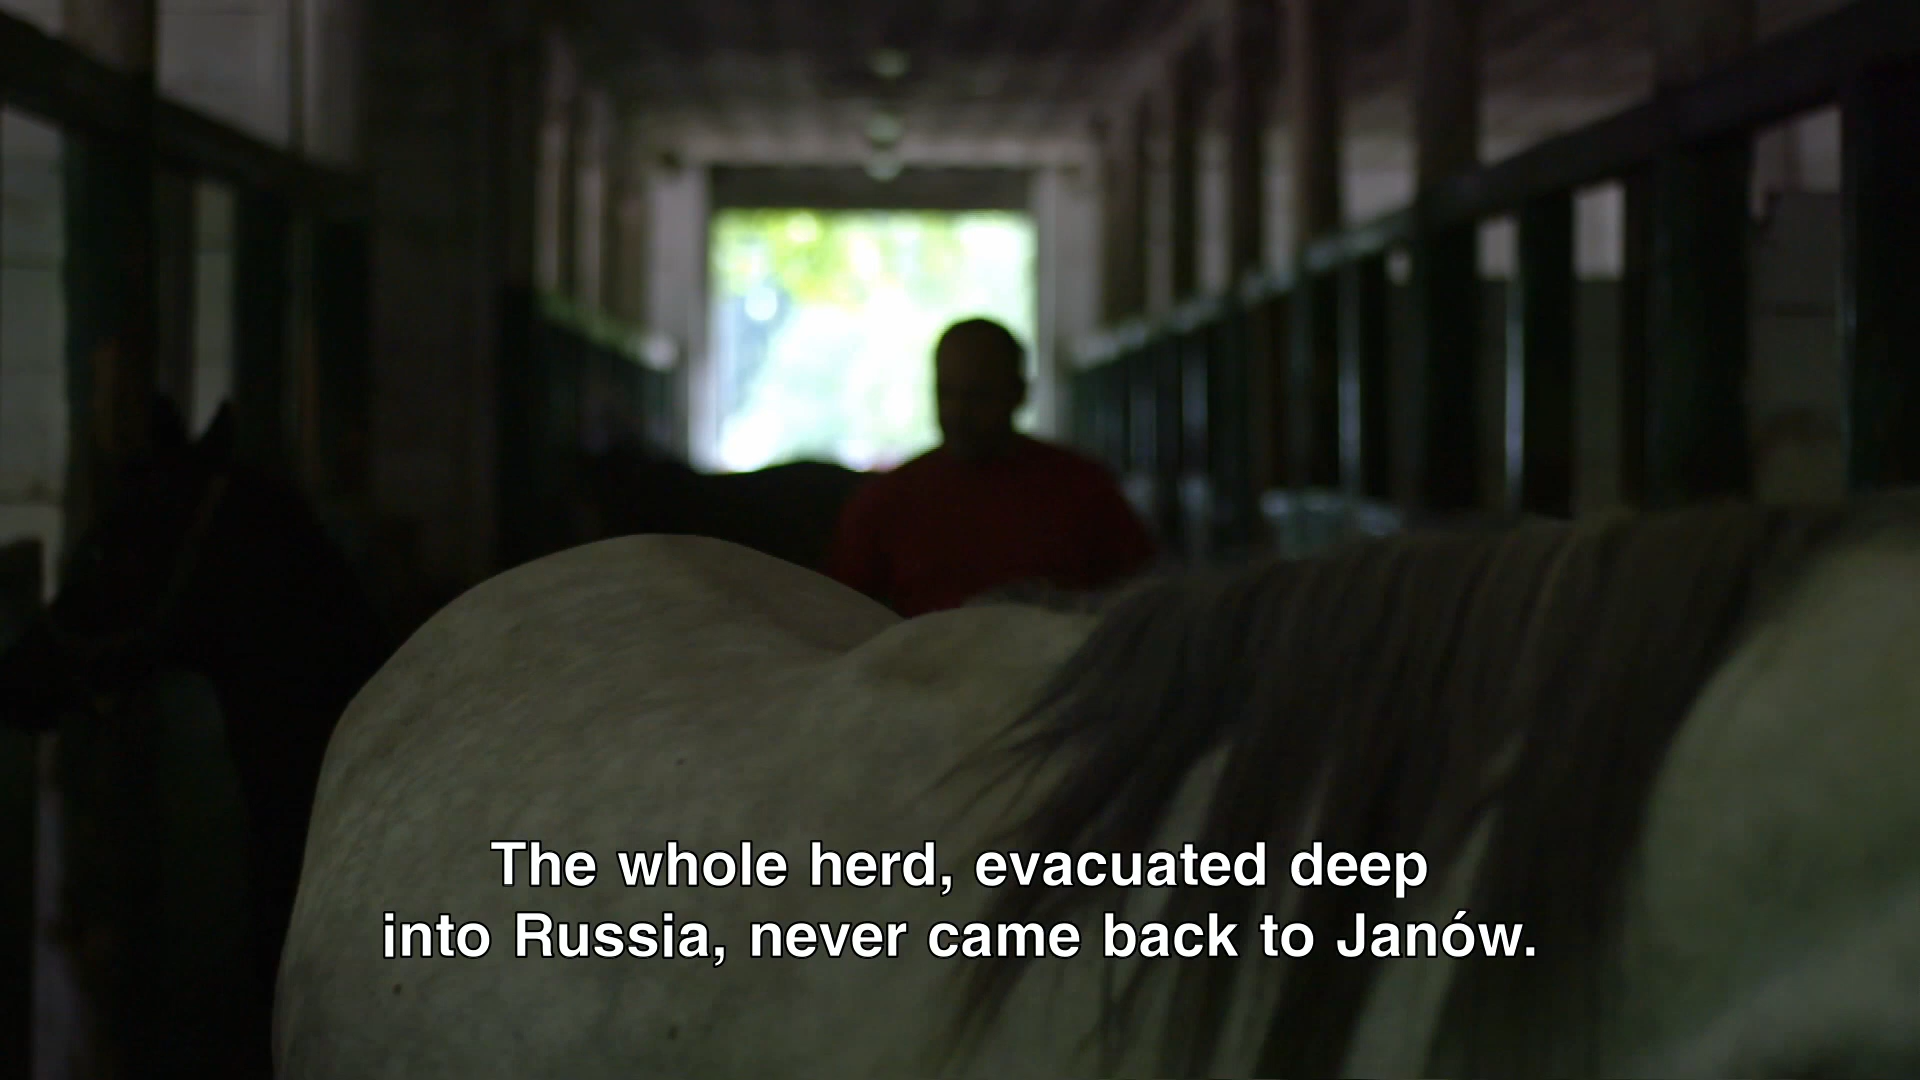 The whole herd, evacuated deep
into Russia, never came back to Janów.